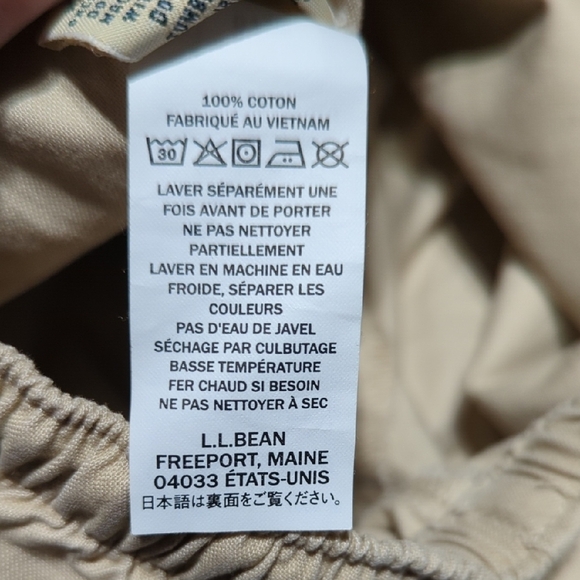 100% COTON
FABRIQUÉ AU VIETNAM
30
LAVER SÉPARÉMENT UNE
FOIS AVANT DE PORTER
NE PAS NETTOYER
PARTIELLEMENT
LAVER EN MACHINE EN EAU
FROIDE, SÉPARER LES
COULEURS
PAS D'EAU DE JAVEL
SÉCHAGE PAR CULBUTAGE
BASSE TEMPÉRATURE
FER CHAUD SI BESOIN
NE PAS NETTOYER À SEC
L.L.BEAN
FREEPORT, MAINE
04033 ÉTATS-UNIS
日本語は裏面をご覧ください。